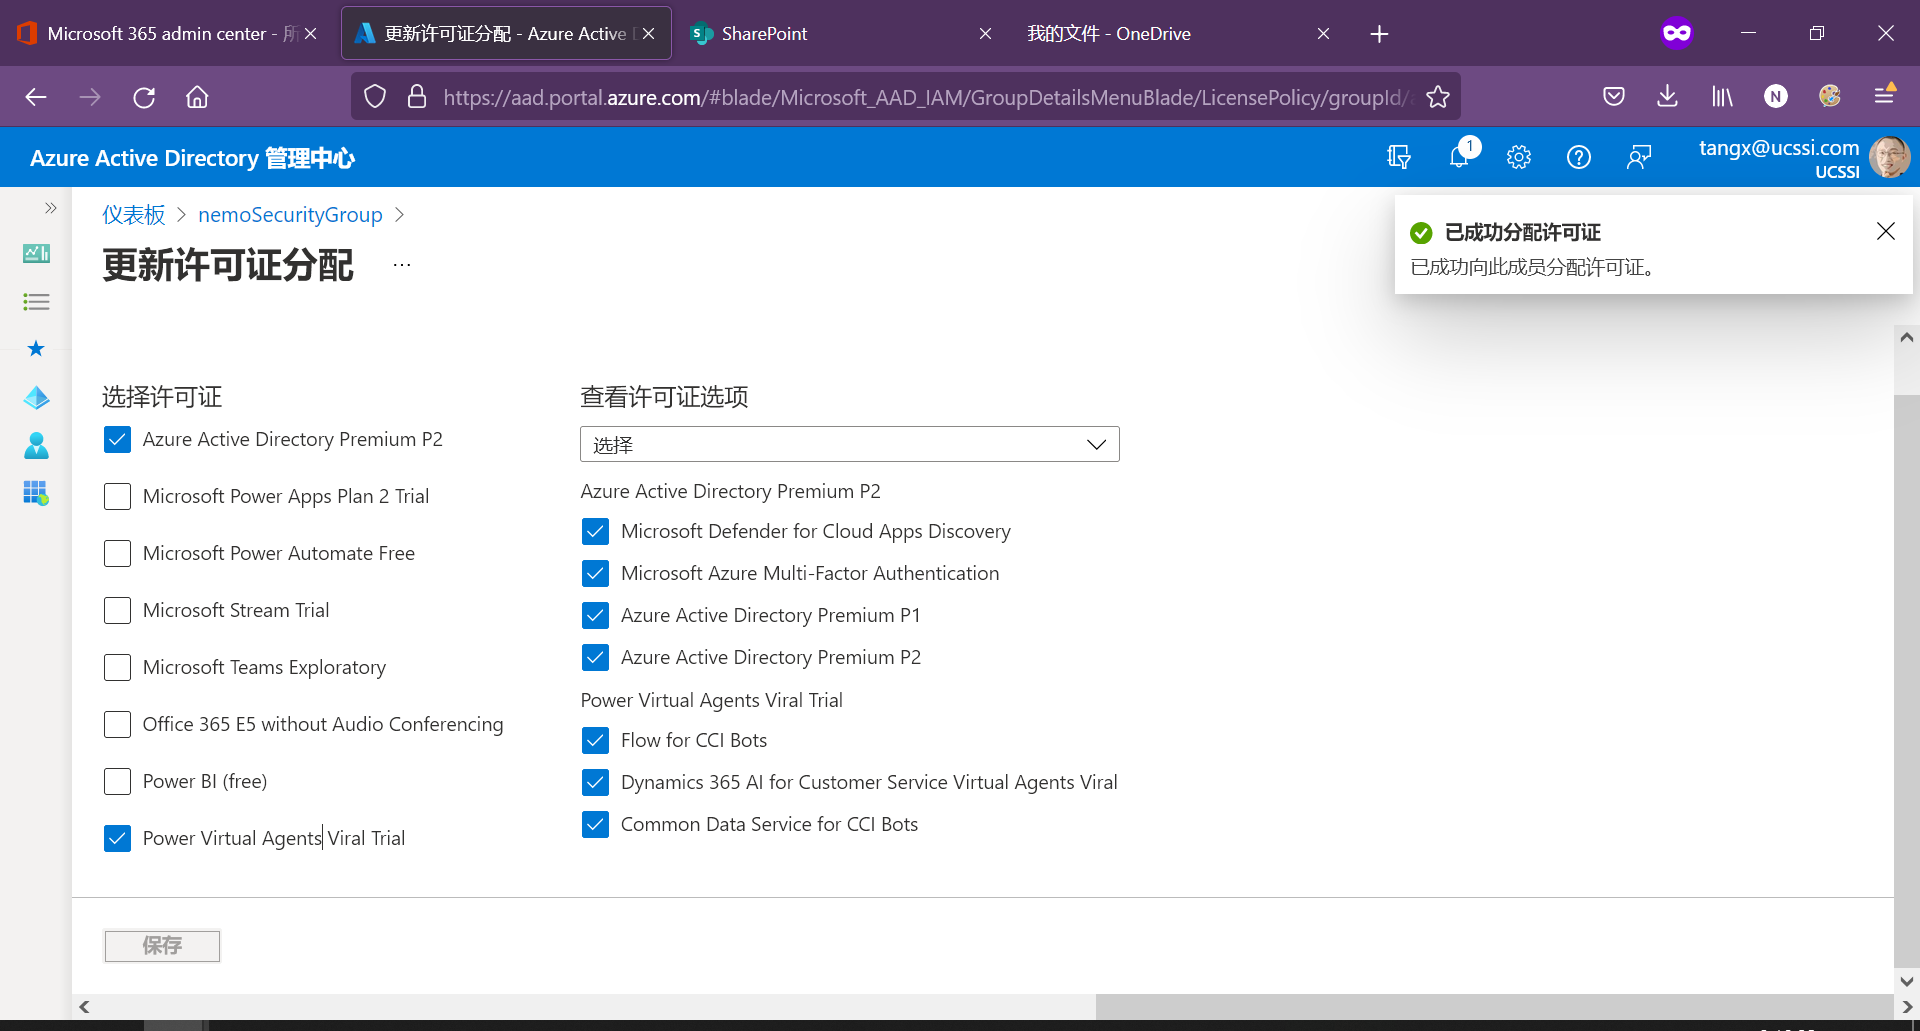 Microsoft 365 admin center - 所
更新许可证分配 - Azure Active D
SharePoint
我的文件 - OneDrive
https://aad.portal.azure.com/#blade/Microsoft_AAD_IAM/GroupDetailsMenuBlade/LicensePolicy/groupId/
N
Azure Active Directory 管理中心
1
tangx@ucssi.com
UCSSI
仪表板 > nemoSecurityGroup >
更新许可证分配 ...
已成功分配许可证
已成功向此成员分配许可证。
选择许可证
Azure Active Directory Premium P2
Microsoft Power Apps Plan 2 Trial
Microsoft Power Automate Free
Microsoft Stream Trial
Microsoft Teams Exploratory
Office 365 E5 without Audio Conferencing
Power BI (free)
Power Virtual Agents Viral Trial
查看许可证选项
选择
Azure Active Directory Premium P2
Microsoft Defender for Cloud Apps Discovery
Microsoft Azure Multi-Factor Authentication
Azure Active Directory Premium P1
Azure Active Directory Premium P2
Power Virtual Agents Viral Trial
Flow for CCI Bots
Dynamics 365 AI for Customer Service Virtual Agents Viral
Common Data Service for CCI Bots
保存